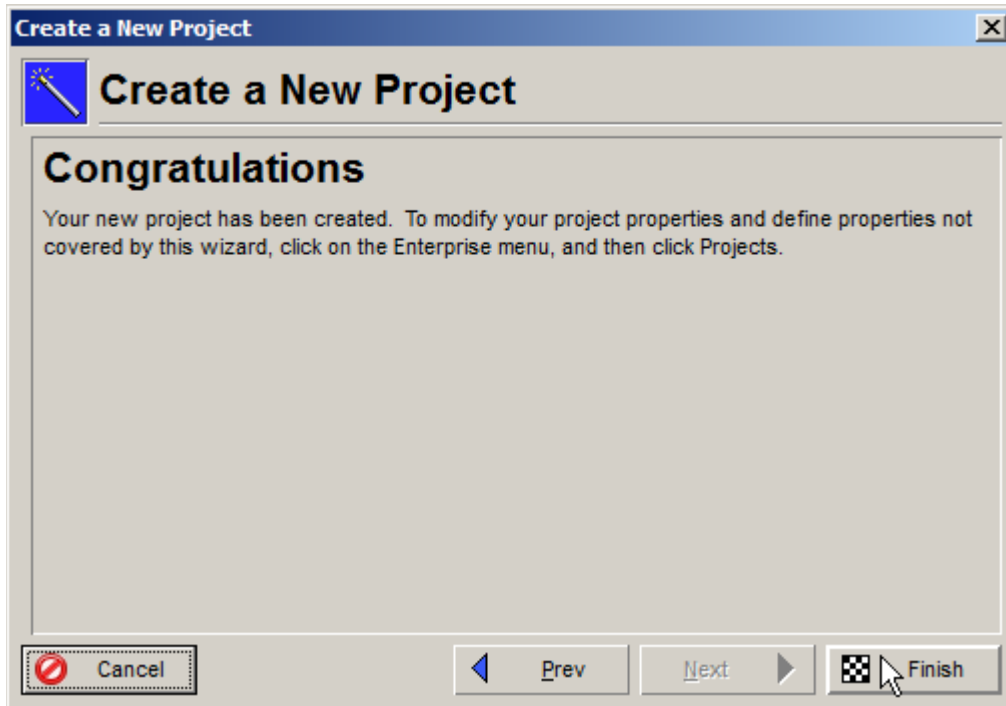 Create a New Project
Create a New Project
Congratulations
Your new project has been created.  To modify your project properties and define properties not
covered by this wizard, click on the Enterprise menu, and then click Projects.
Cancel
Prev
Next
Finish